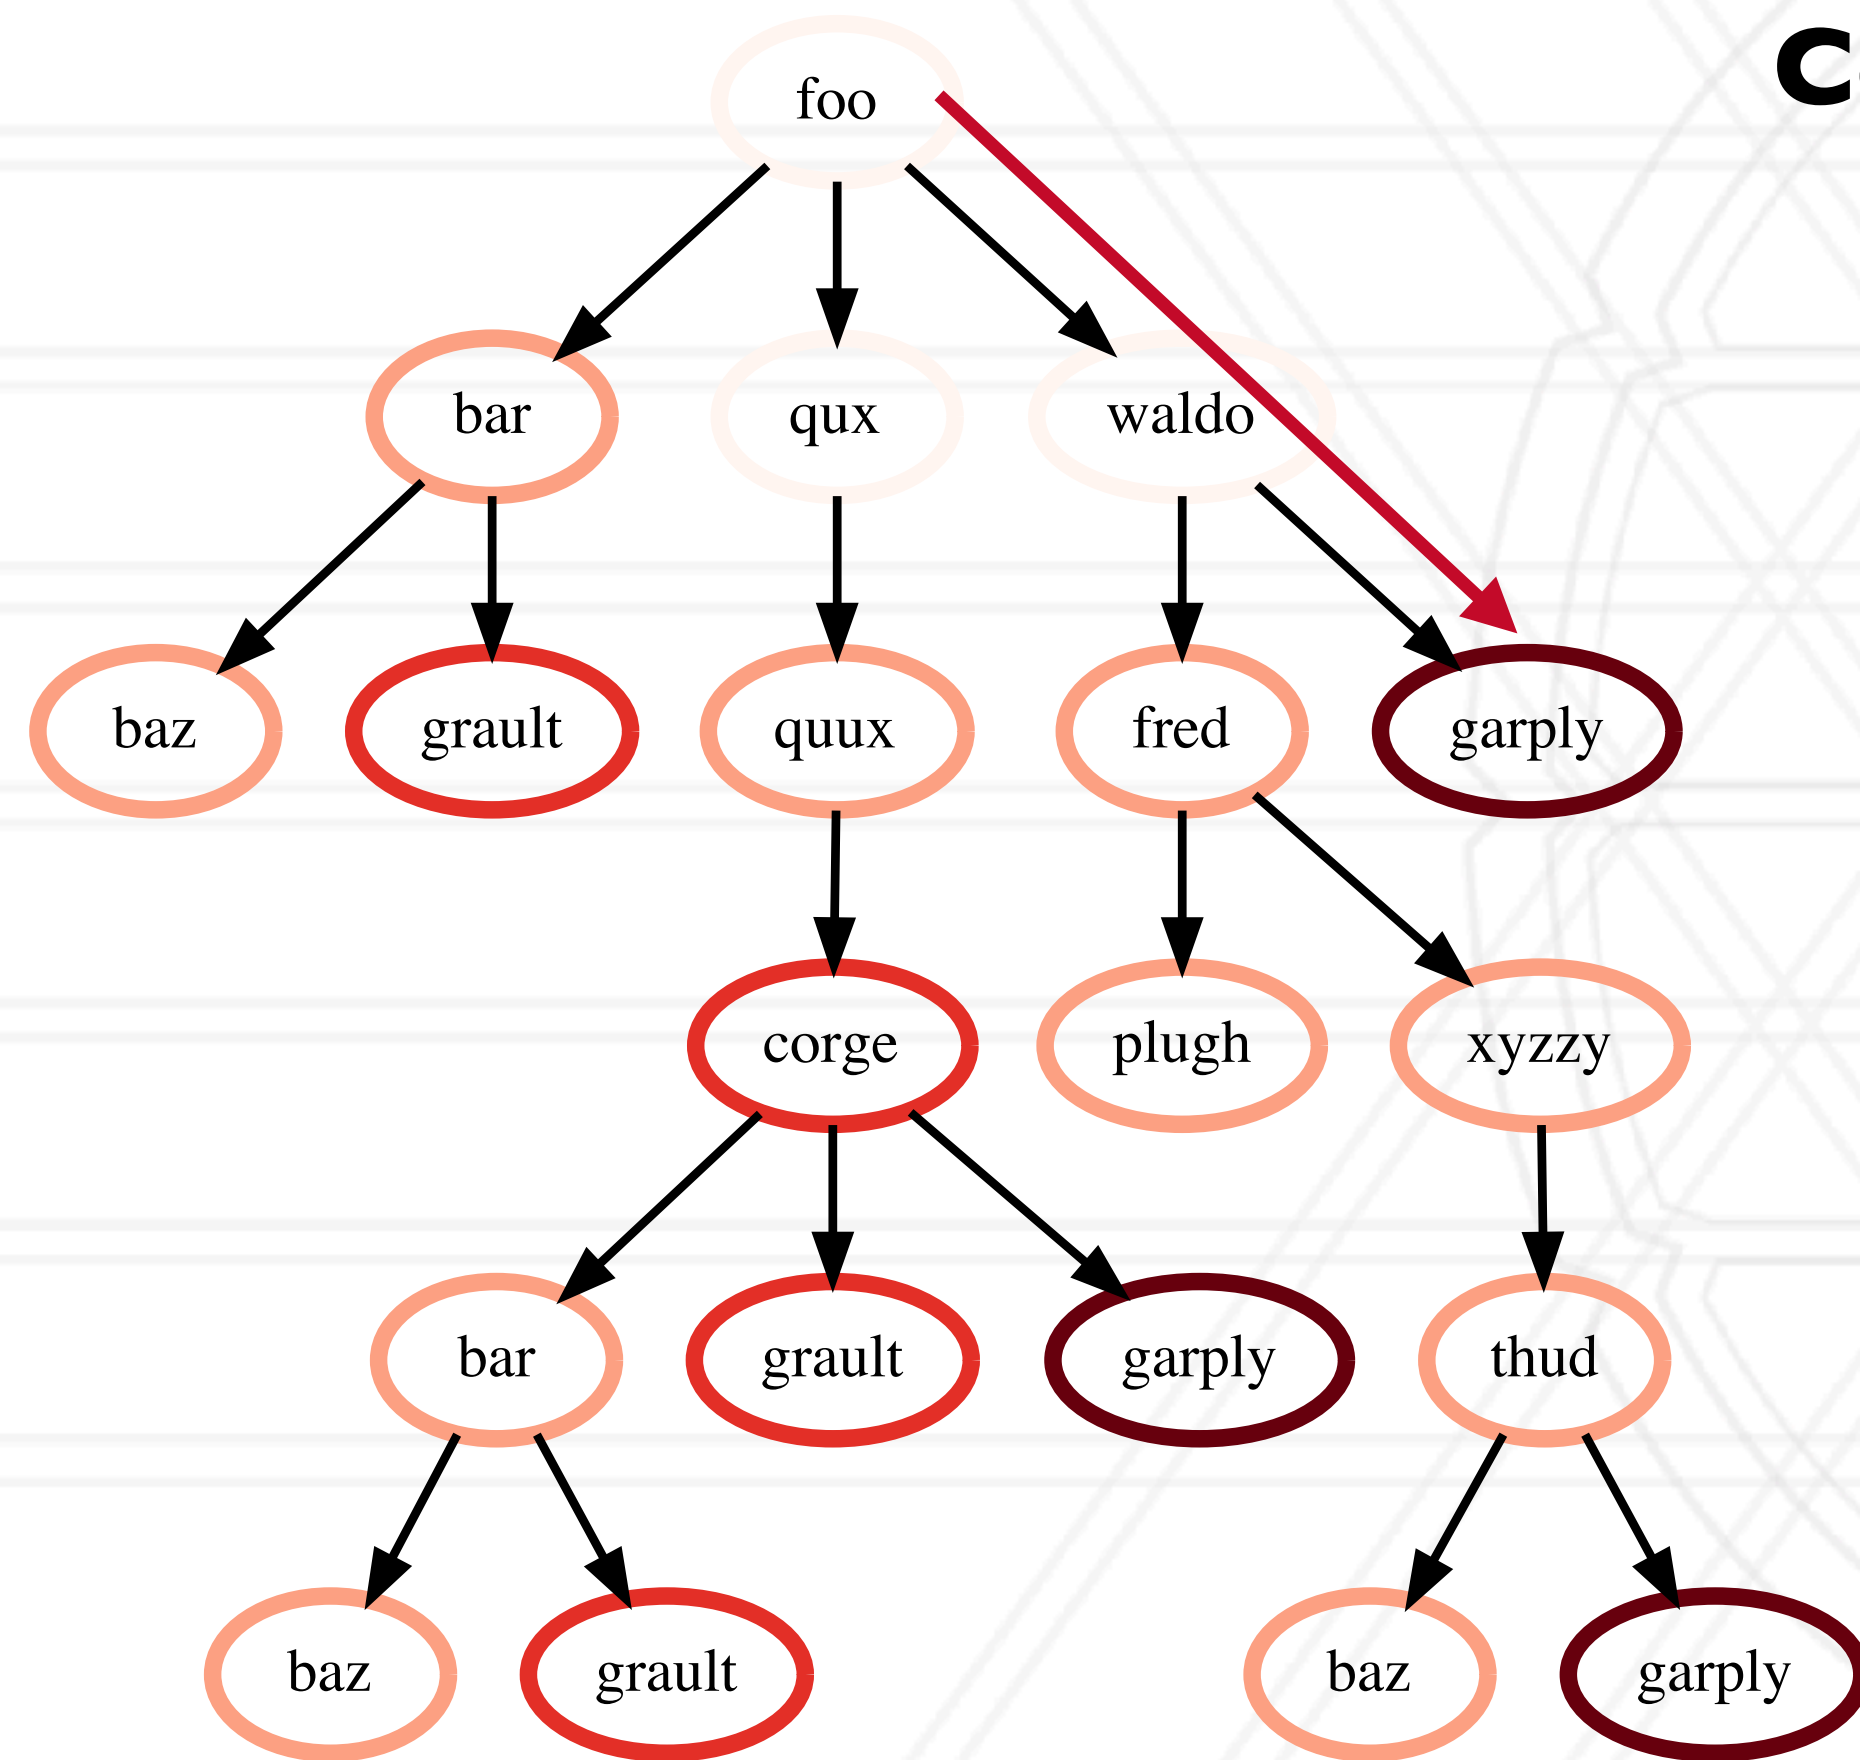 foo
bar qux waldo
baz grault quux fred garply
corge plugh xyzzy
bar grault garply thud
baz grault baz garply